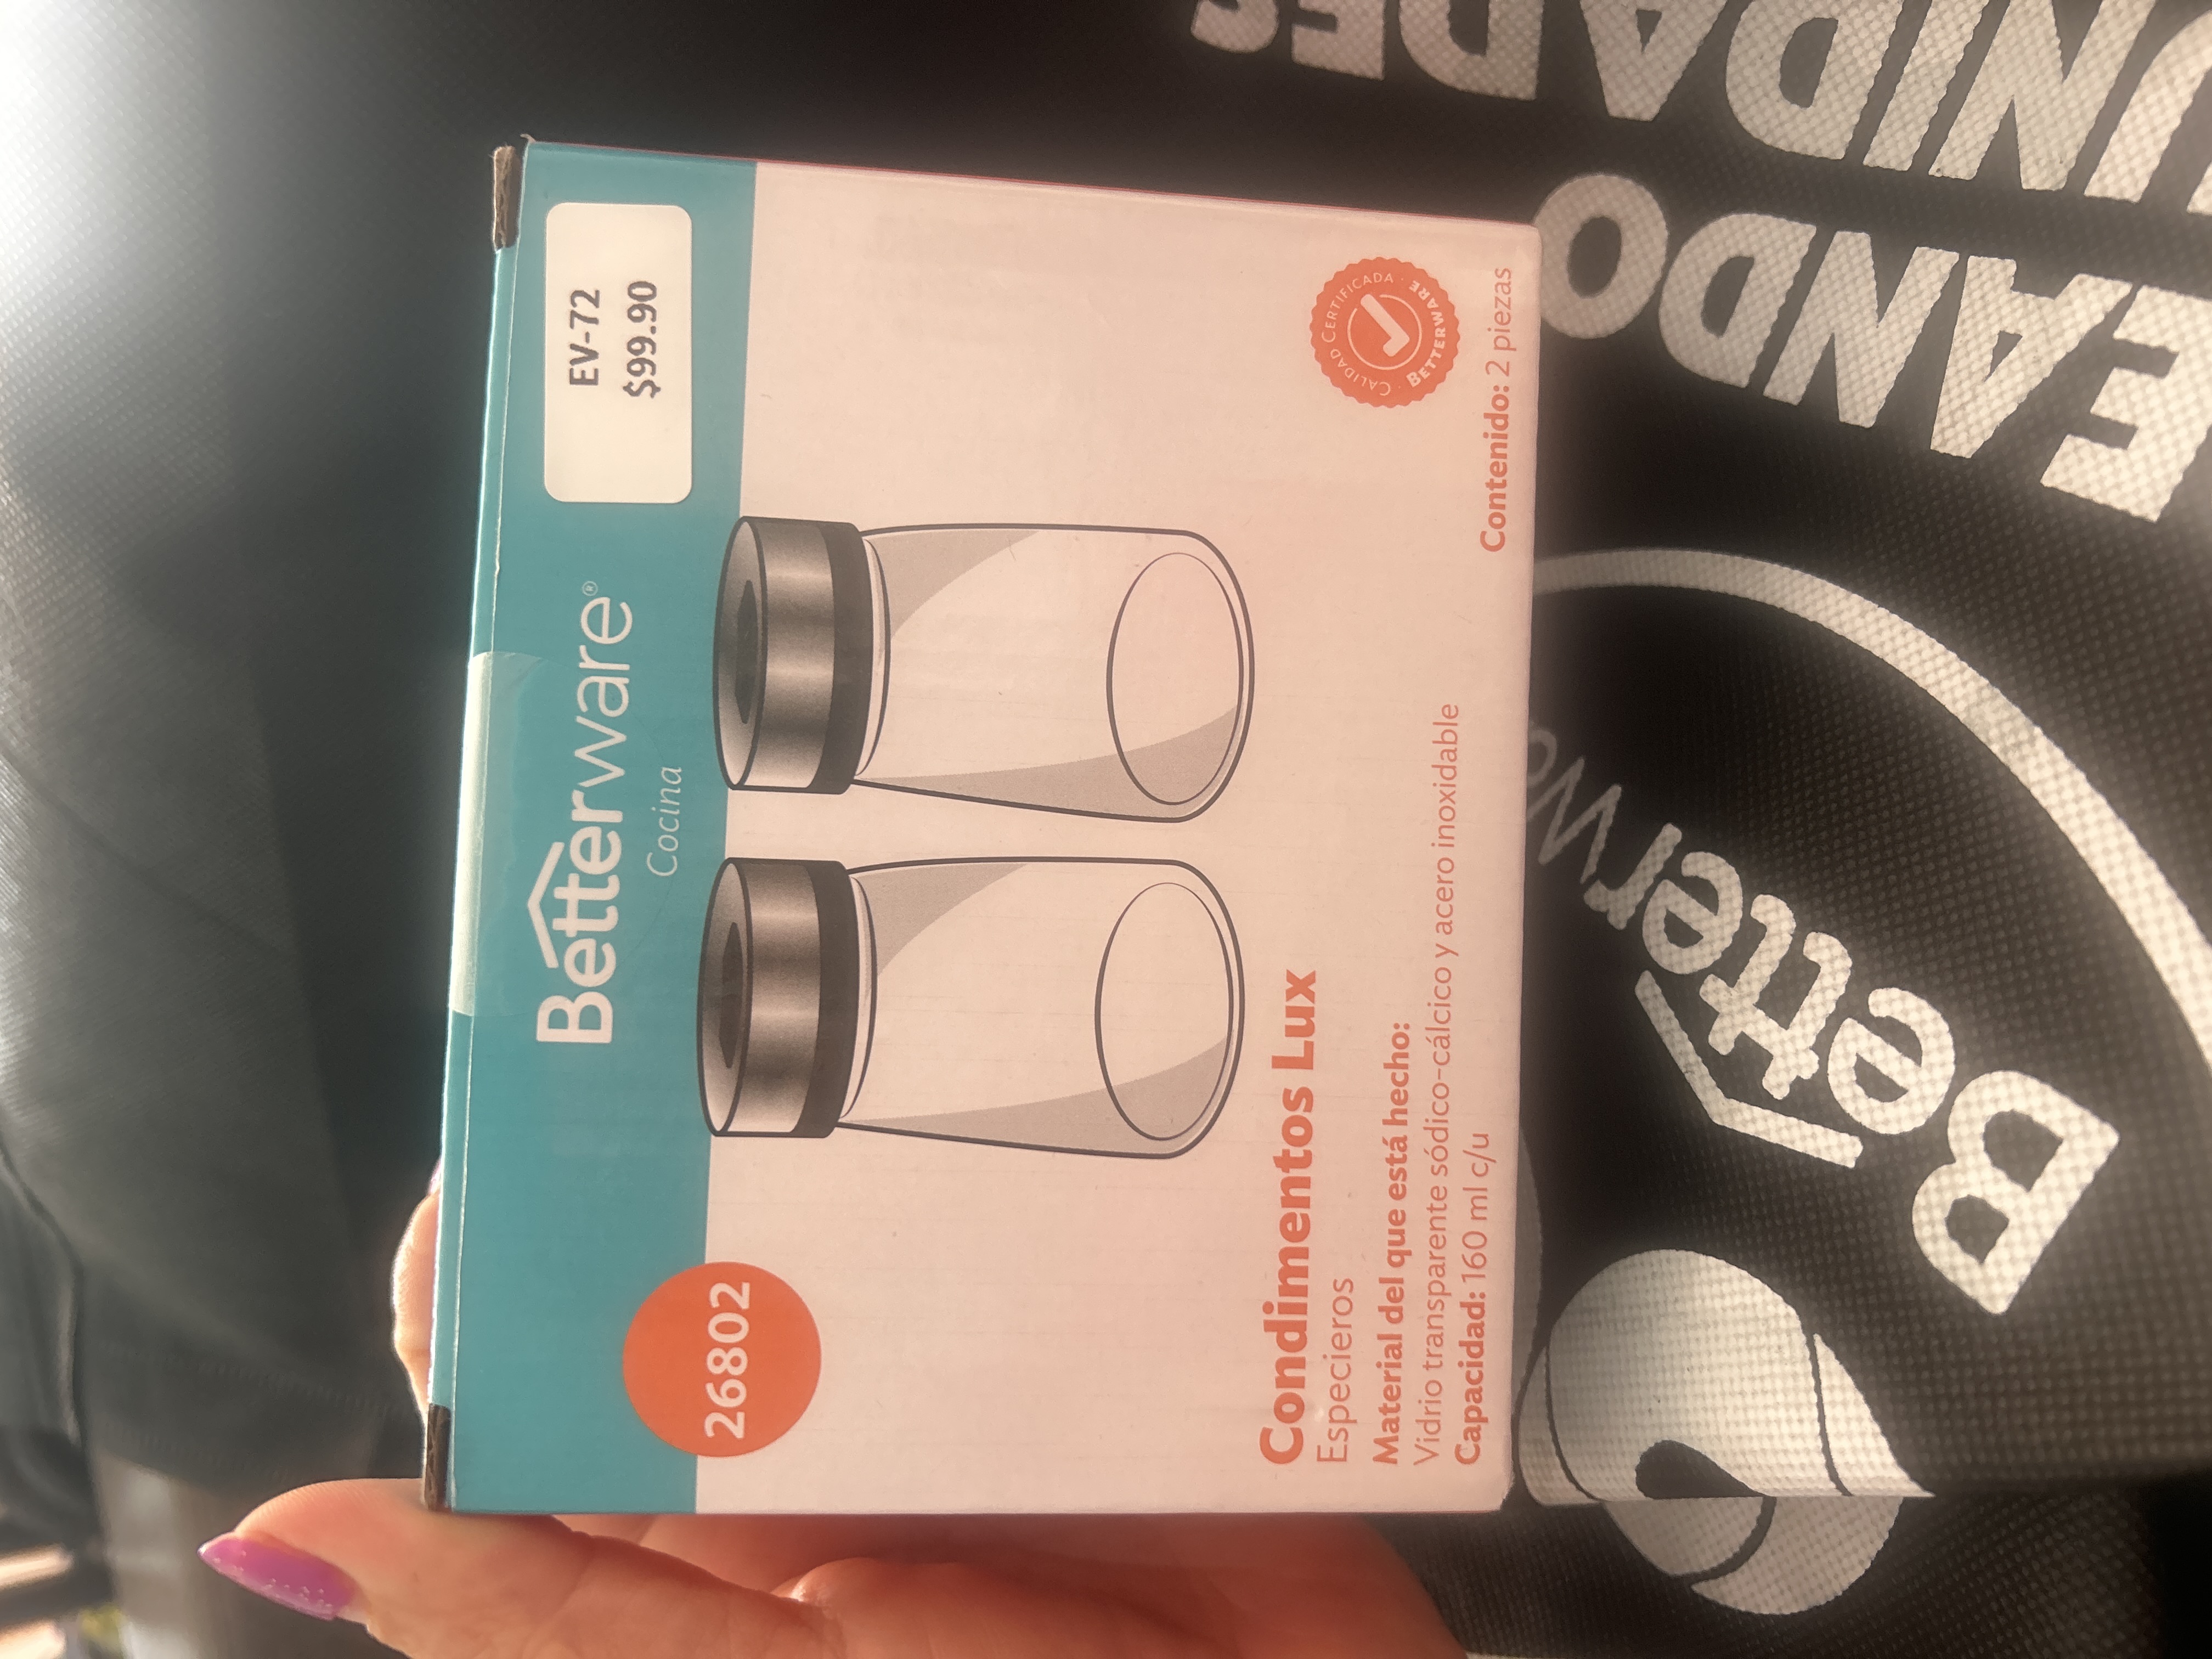 Betterware®
Cocina
EV-72
$99.90
26802
Condimentos Lux
Especieros
Material del que está hecho:
Vidrio transparente sódico-cálcico y acero inoxidable
Capacidad: 160 ml c/u
Contenido: 2 piezas
CALIDAD CERTIFICADA · BETTERWARE ·
Betterw
EANDO
UNIDADES